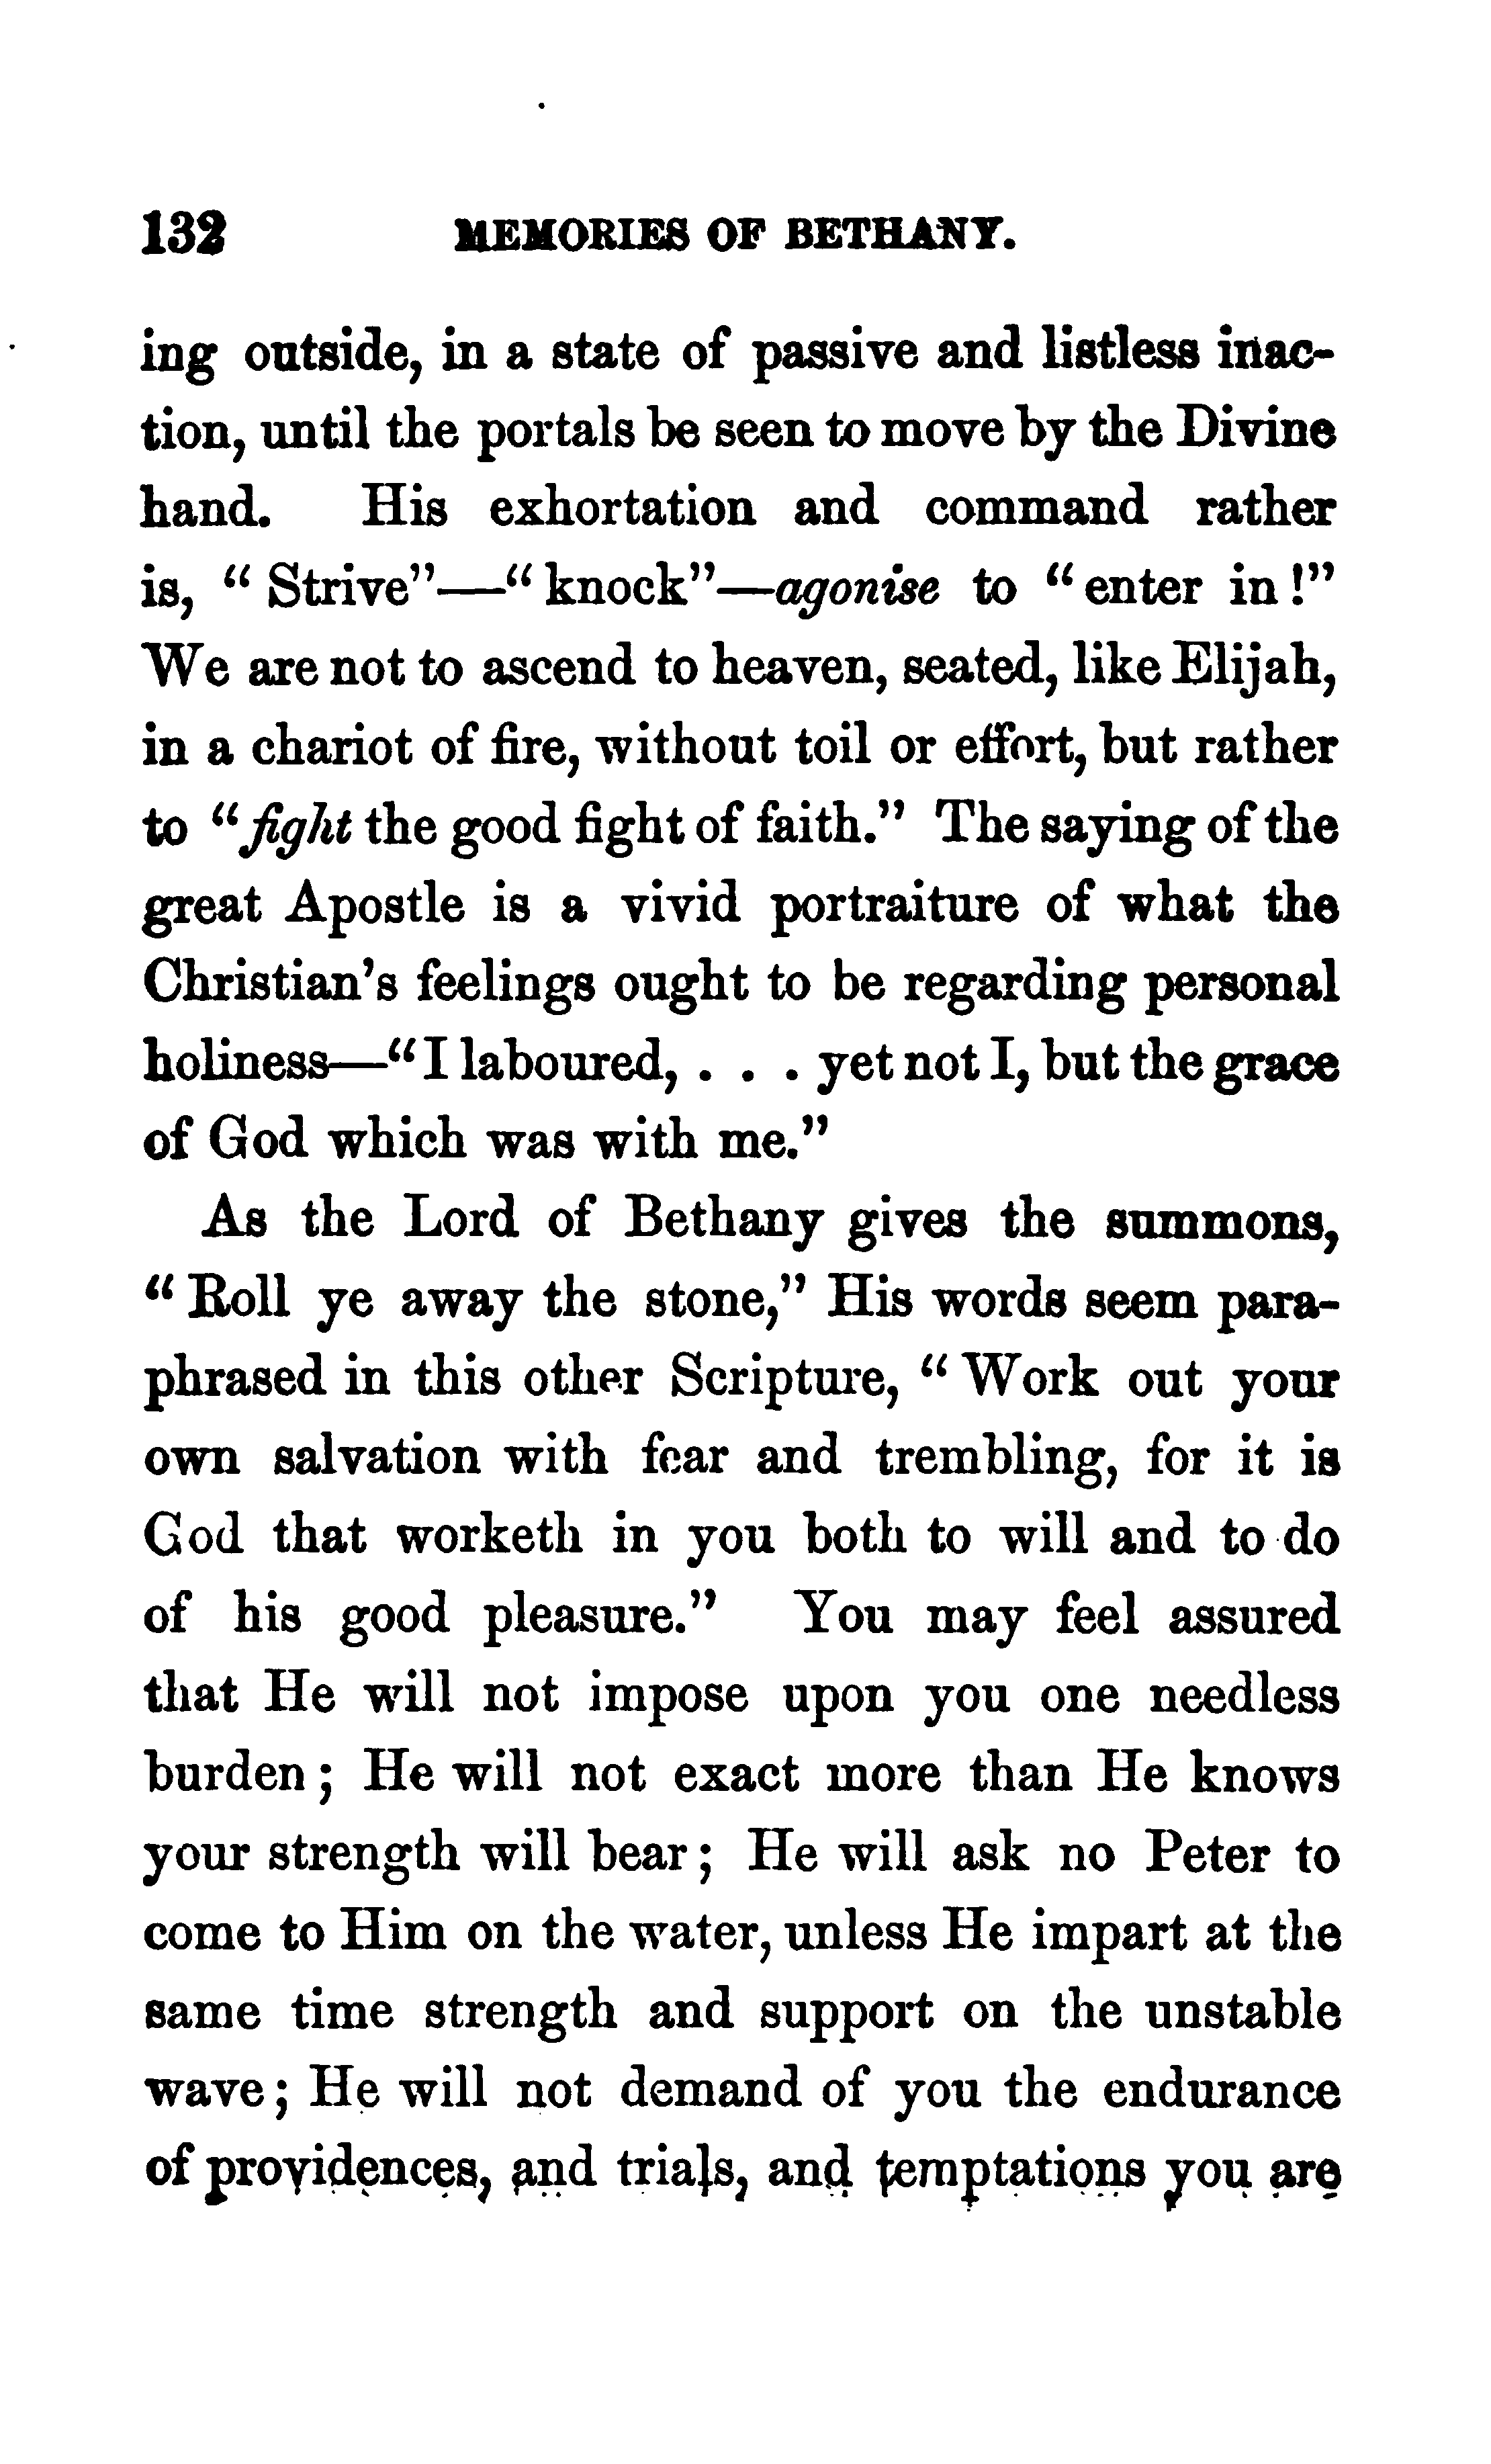 132 MEMORIES OF BETHANY.
ing outside, in a state of passive and listless inac-
tion, until the portals be seen to move by the Divine
hand. His exhortation and command rather
is, “Strive”—“knock”—agonise to “enter in!”
We are not to ascend to heaven, seated, like Elijah,
in a chariot of fire, without toil or effort, but rather
to “fight the good fight of faith.” The saying of the
great Apostle is a vivid portraiture of what the
Christian’s feelings ought to be regarding personal
holiness—“I laboured, . . . yet not I, but the grace
of God which was with me.”
As the Lord of Bethany gives the summons,
“Roll ye away the stone,” His words seem para-
phrased in this other Scripture, “Work out your
own salvation with fear and trembling, for it is
God that worketh in you both to will and to do
of his good pleasure.” You may feel assured
that He will not impose upon you one needless
burden; He will not exact more than He knows
your strength will bear; He will ask no Peter to
come to Him on the water, unless He impart at the
same time strength and support on the unstable
wave; He will not demand of you the endurance
of providences, and trials, and temptations you are